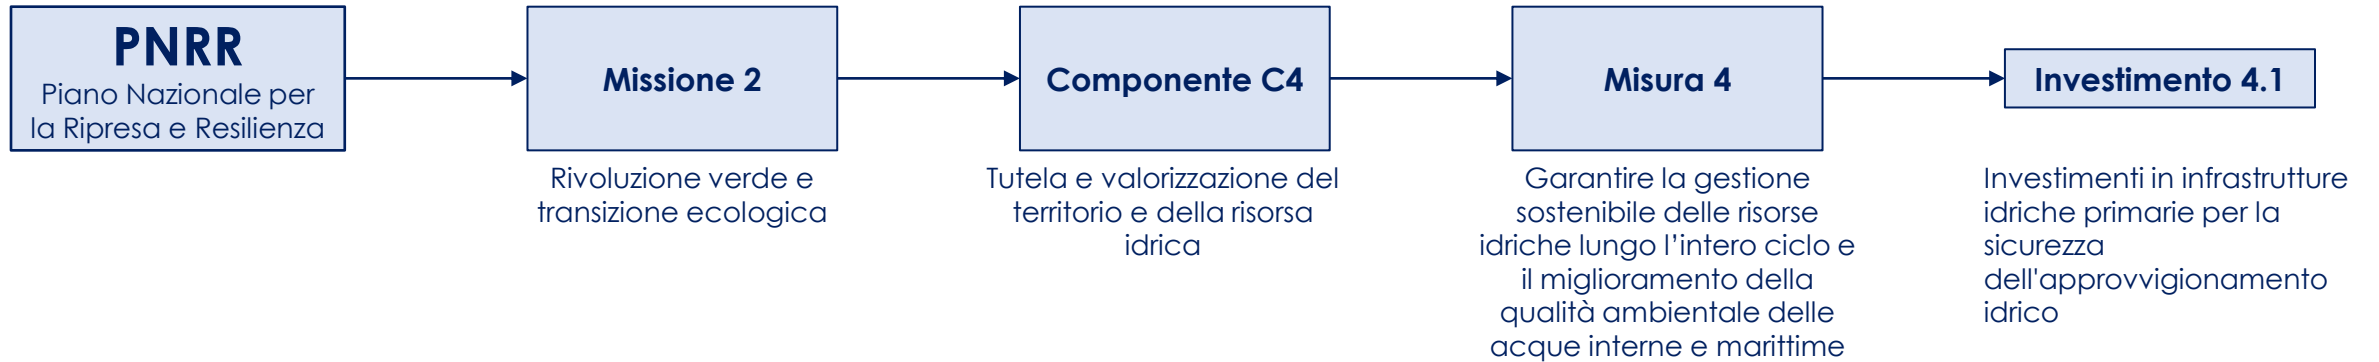 PNRR
Piano Nazionale per
la Ripresa e Resilienza
Missione 2
Rivoluzione verde e
transizione ecologica
Componente C4
Tutela e valorizzazione del
territorio e della risorsa
idrica
Misura 4
Garantire la gestione
sostenibile delle risorse
idriche lungo l’intero ciclo e
il miglioramento della
qualità ambientale delle
acque interne e marittime
Investimento 4.1
Investimenti in infrastrutture
idriche primarie per la
sicurezza
dell'approvvigionamento
idrico